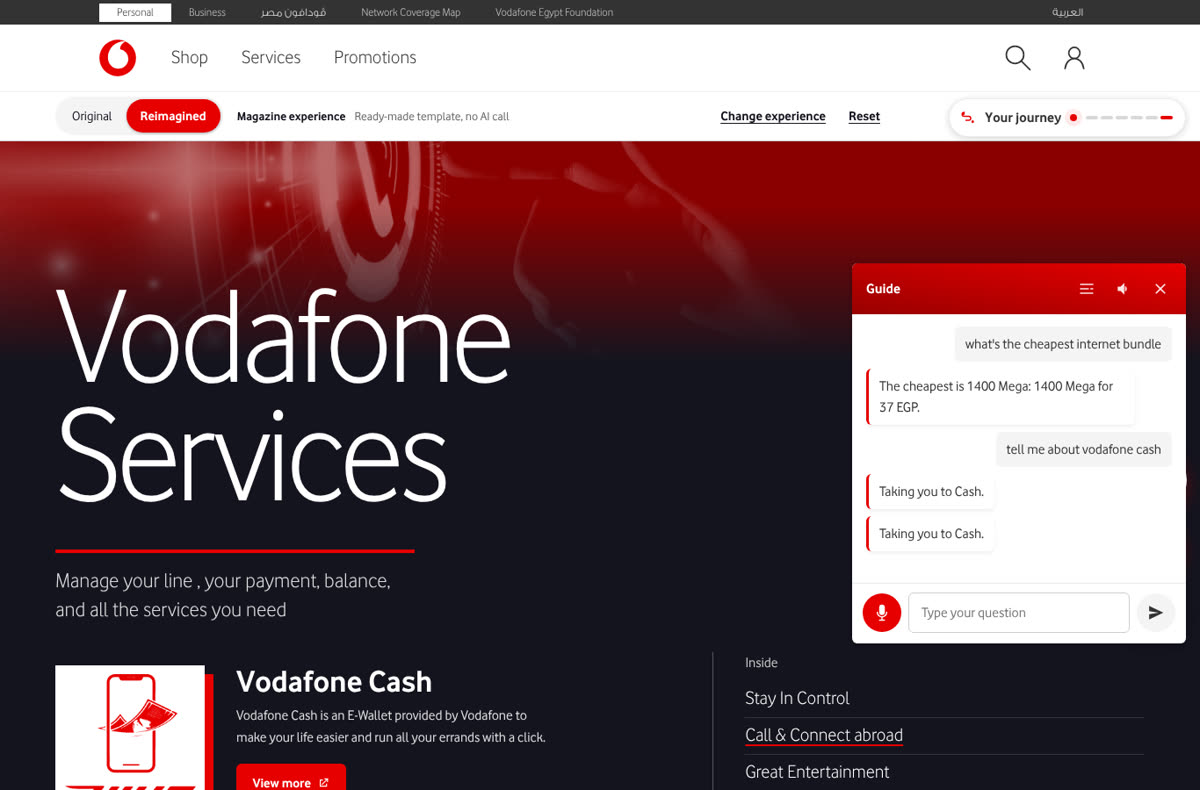 Personal
Business
ڤودافون مصر
Network Coverage Map
Vodafone Egypt Foundation
العربية
Shop
Services
Promotions
Original
Reimagined
Magazine experience
Ready-made template, no AI call
Change experience
Reset
Your journey
Vodafone
Services
Manage your line , your payment, balance,
and all the services you need
Guide
what's the cheapest internet bundle
The cheapest is 1400 Mega: 1400 Mega for
37 EGP.
tell me about vodafone cash
Taking you to Cash.
Taking you to Cash.
Type your question
Vodafone Cash
Vodafone Cash is an E-Wallet provided by Vodafone to
make your life easier and run all your errands with a click.
View more
Inside
Stay In Control
Call & Connect abroad
Great Entertainment